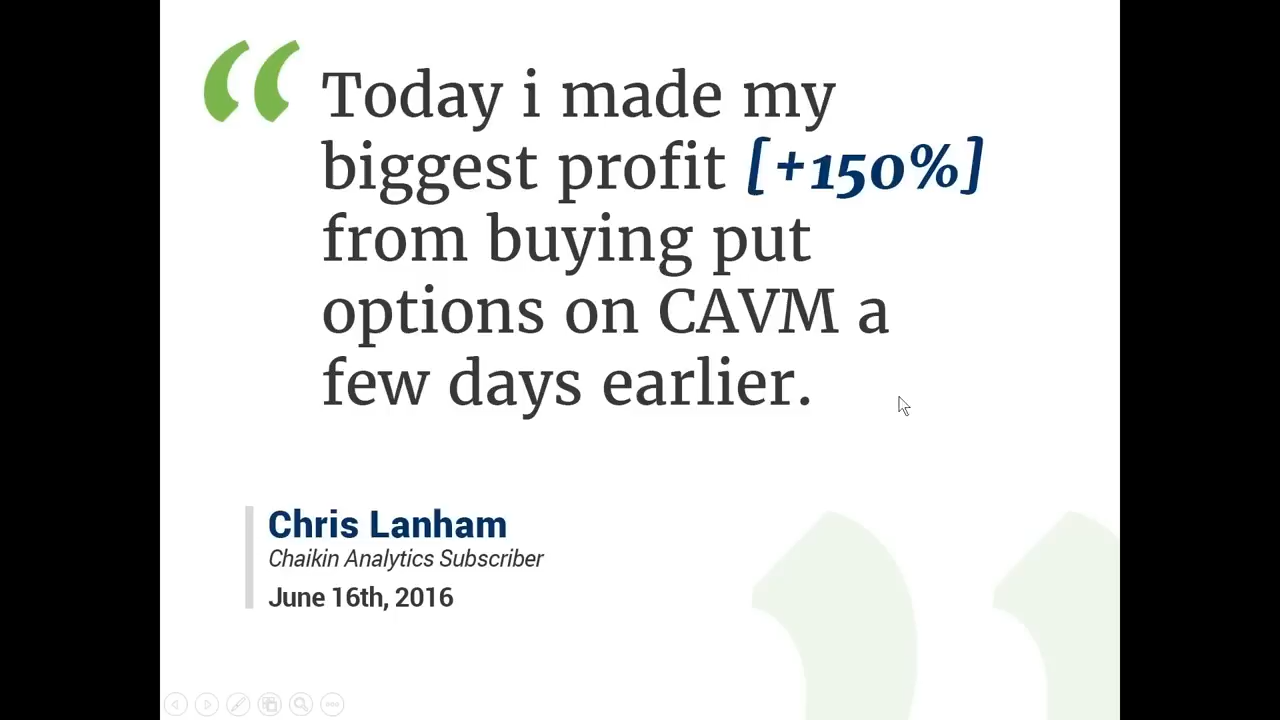 “ Today i made my
biggest profit [+150%]
from buying put
options on CAVM a
few days earlier.
Chris Lanham
Chaikin Analytics Subscriber
June 16th, 2016